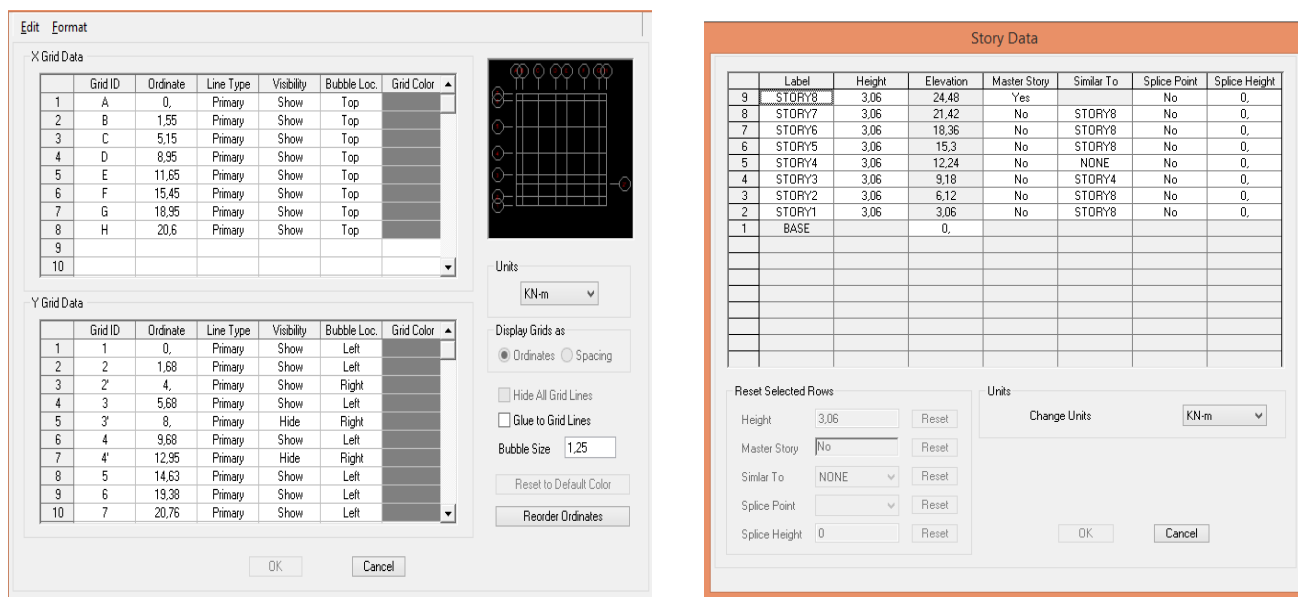 Edit Format
X Grid Data
Grid ID Ordinate Line Type Visibility Bubble Loc. Grid Color
1 A 0, Primary Show Top
2 B 1,55 Primary Show Top
3 C 5,15 Primary Show Top
4 D 8,95 Primary Show Top
5 E 11,65 Primary Show Top
6 F 15,45 Primary Show Top
7 G 18,95 Primary Show Top
8 H 20,6 Primary Show Top
9
10
Y Grid Data
Grid ID Ordinate Line Type Visibility Bubble Loc. Grid Color
1 1 0, Primary Show Left
2 2 1,68 Primary Show Left
3 2' 4, Primary Show Right
4 3 5,68 Primary Show Left
5 3' 8, Primary Hide Right
6 4 9,68 Primary Show Left
7 4' 12,95 Primary Hide Right
8 5 14,63 Primary Show Left
9 6 19,38 Primary Show Left
10 7 20,76 Primary Show Left
Units
KN-m
Display Grids as
Ordinates Spacing
Hide All Grid Lines
Glue to Grid Lines
Bubble Size 1,25
Reset to Default Color
Reorder Ordinates
OK Cancel
Story Data
Label Height Elevation Master Story Similar To Splice Point Splice Height
9 STORY8 3,06 24,48 Yes No 0,
8 STORY7 3,06 21,42 No STORY8 No 0,
7 STORY6 3,06 18,36 No STORY8 No 0,
6 STORY5 3,06 15,3 No STORY8 No 0,
5 STORY4 3,06 12,24 No NONE No 0,
4 STORY3 3,06 9,18 No STORY4 No 0,
3 STORY2 3,06 6,12 No STORY8 No 0,
2 STORY1 3,06 3,06 No STORY8 No 0,
1 BASE 0,
Reset Selected Rows
Height 3,06 Reset
Master Story No Reset
Simlar To NONE Reset
Splice Point Reset
Splice Height 0 Reset
Units
Change Units KN-m
OK Cancel